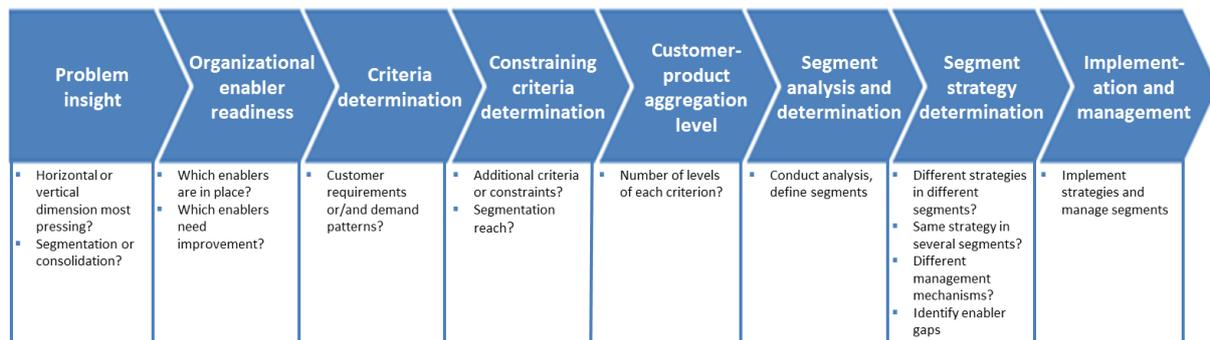 Problem
insight
Organizational
enabler
readiness
Criteria
determination
Constraining
criteria
determination
Customer-
product
aggregation
level
Segment
analysis and
determination
Segment
strategy
determination
Implement-
ation and
management
▪ Horizontal or
vertical
dimension most
pressing?
▪ Segmentation or
consolidation?
▪ Which enablers
are in place?
▪ Which enablers
need
improvement?
▪ Customer
requirements
or/and demand
patterns?
▪ Additional criteria
or constraints?
▪ Segmentation
reach?
▪ Number of levels
of each criterion?
▪ Conduct analysis,
define segments
▪ Different strategies
in different
segments?
▪ Same strategy in
several segments?
▪ Different
management
mechanisms?
▪ Identify enabler
gaps
▪ Implement
strategies and
manage segments